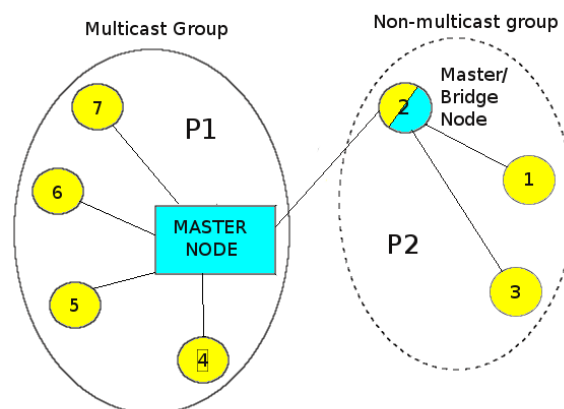 Multicast Group
Non-multicast group
7
P1
6
MASTER
NODE
5
4
2
Master/
Bridge
Node
1
P2
3